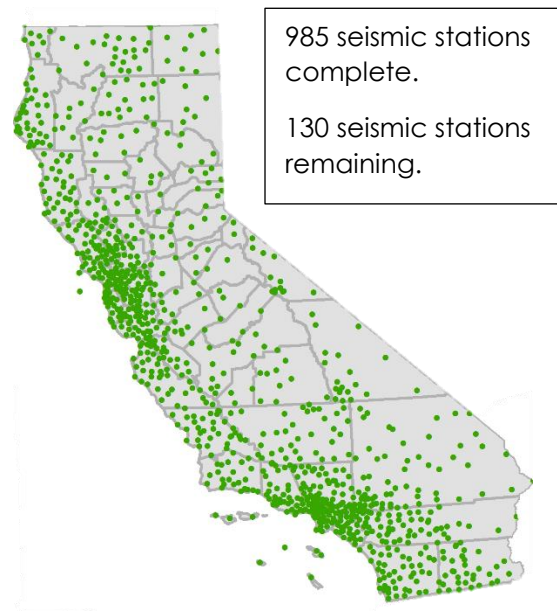 985 seismic stations
complete.
130 seismic stations
remaining.